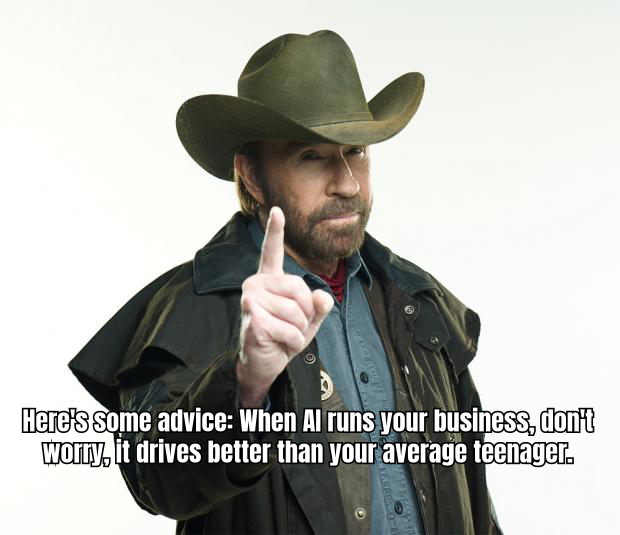 Here's some advice: When AI runs your business, don't
worry, it drives better than your average teenager.